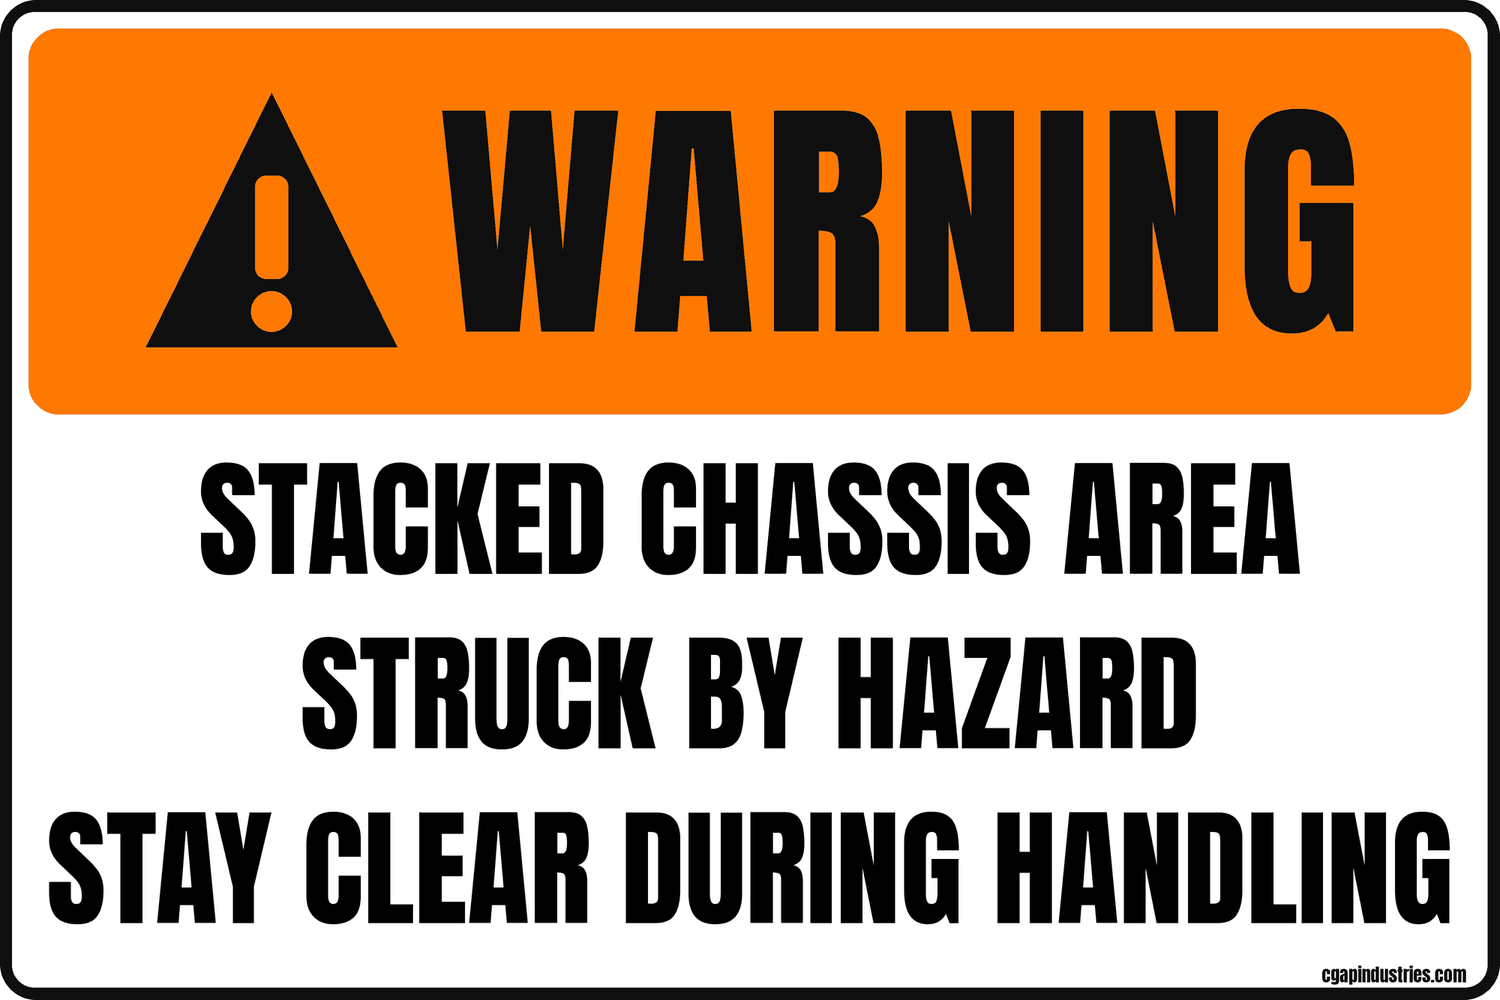 WARNING
STACKED CHASSIS AREA
STRUCK BY HAZARD
STAY CLEAR DURING HANDLING
cgapindustries.com